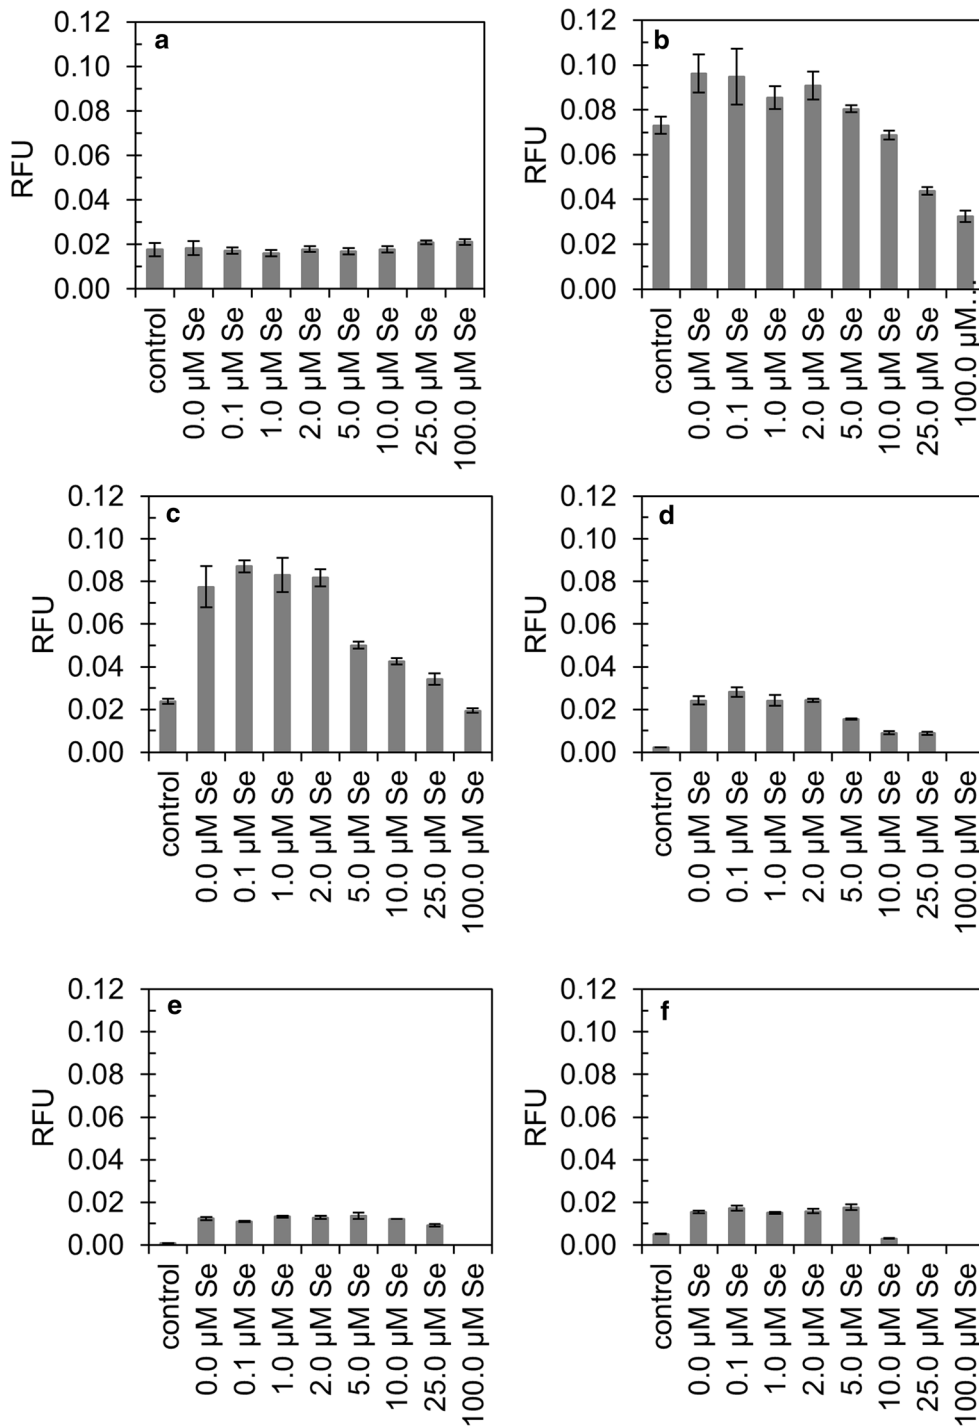 a
RFU
0.12
0.10
0.08
0.06
0.04
0.02
0.00
control
0.0 µM Se
0.1 µM Se
1.0 µM Se
2.0 µM Se
5.0 µM Se
10.0 µM Se
25.0 µM Se
100.0 µM Se
b
RFU
0.12
0.10
0.08
0.06
0.04
0.02
0.00
control
0.0 µM Se
0.1 µM Se
1.0 µM Se
2.0 µM Se
5.0 µM Se
10.0 µM Se
25.0 µM Se
100.0 µM...
c
RFU
0.12
0.10
0.08
0.06
0.04
0.02
0.00
control
0.0 µM Se
0.1 µM Se
1.0 µM Se
2.0 µM Se
5.0 µM Se
10.0 µM Se
25.0 µM Se
100.0 µM Se
d
RFU
0.12
0.10
0.08
0.06
0.04
0.02
0.00
control
0.0 µM Se
0.1 µM Se
1.0 µM Se
2.0 µM Se
5.0 µM Se
10.0 µM Se
25.0 µM Se
100.0 µM Se
e
RFU
0.12
0.10
0.08
0.06
0.04
0.02
0.00
control
0.0 µM Se
0.1 µM Se
1.0 µM Se
2.0 µM Se
5.0 µM Se
10.0 µM Se
25.0 µM Se
100.0 µM Se
f
RFU
0.12
0.10
0.08
0.06
0.04
0.02
0.00
control
0.0 µM Se
0.1 µM Se
1.0 µM Se
2.0 µM Se
5.0 µM Se
10.0 µM Se
25.0 µM Se
100.0 µM Se